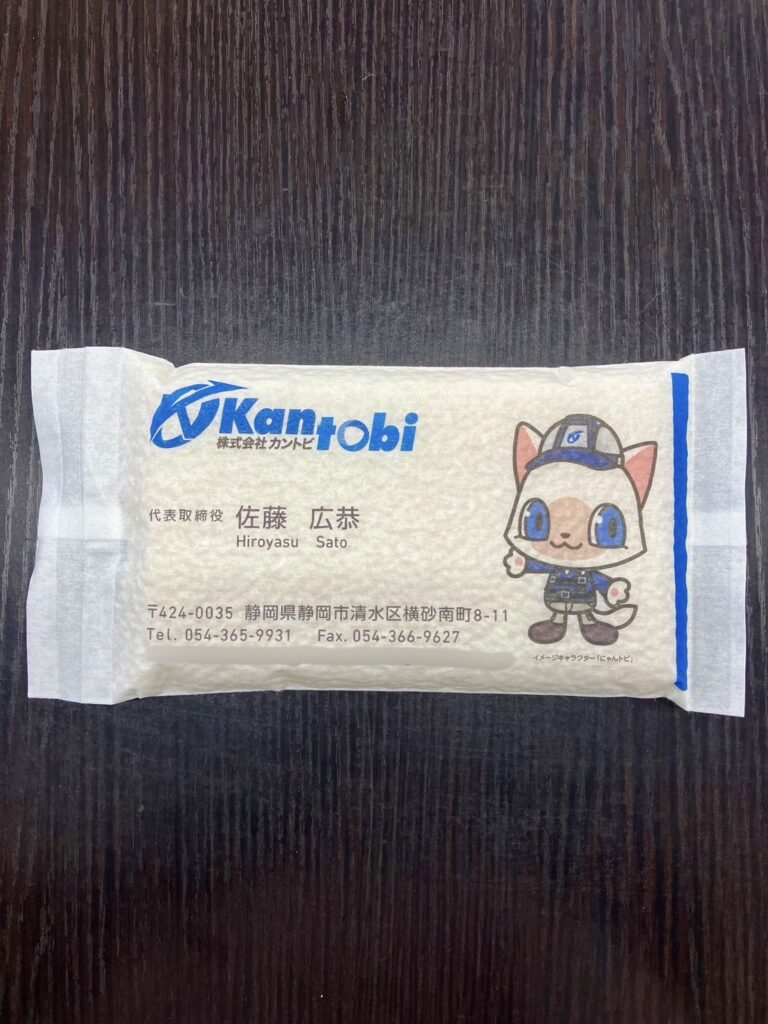 Kantobi
株式会社 カントビ
代表取締役 佐藤 広恭
Hiroyasu Sato
〒424-0035 静岡県静岡市清水区横砂南町8-11
Tel. 054-365-9931 Fax. 054-366-9627
イメージキャラクター「にゃんトビ」